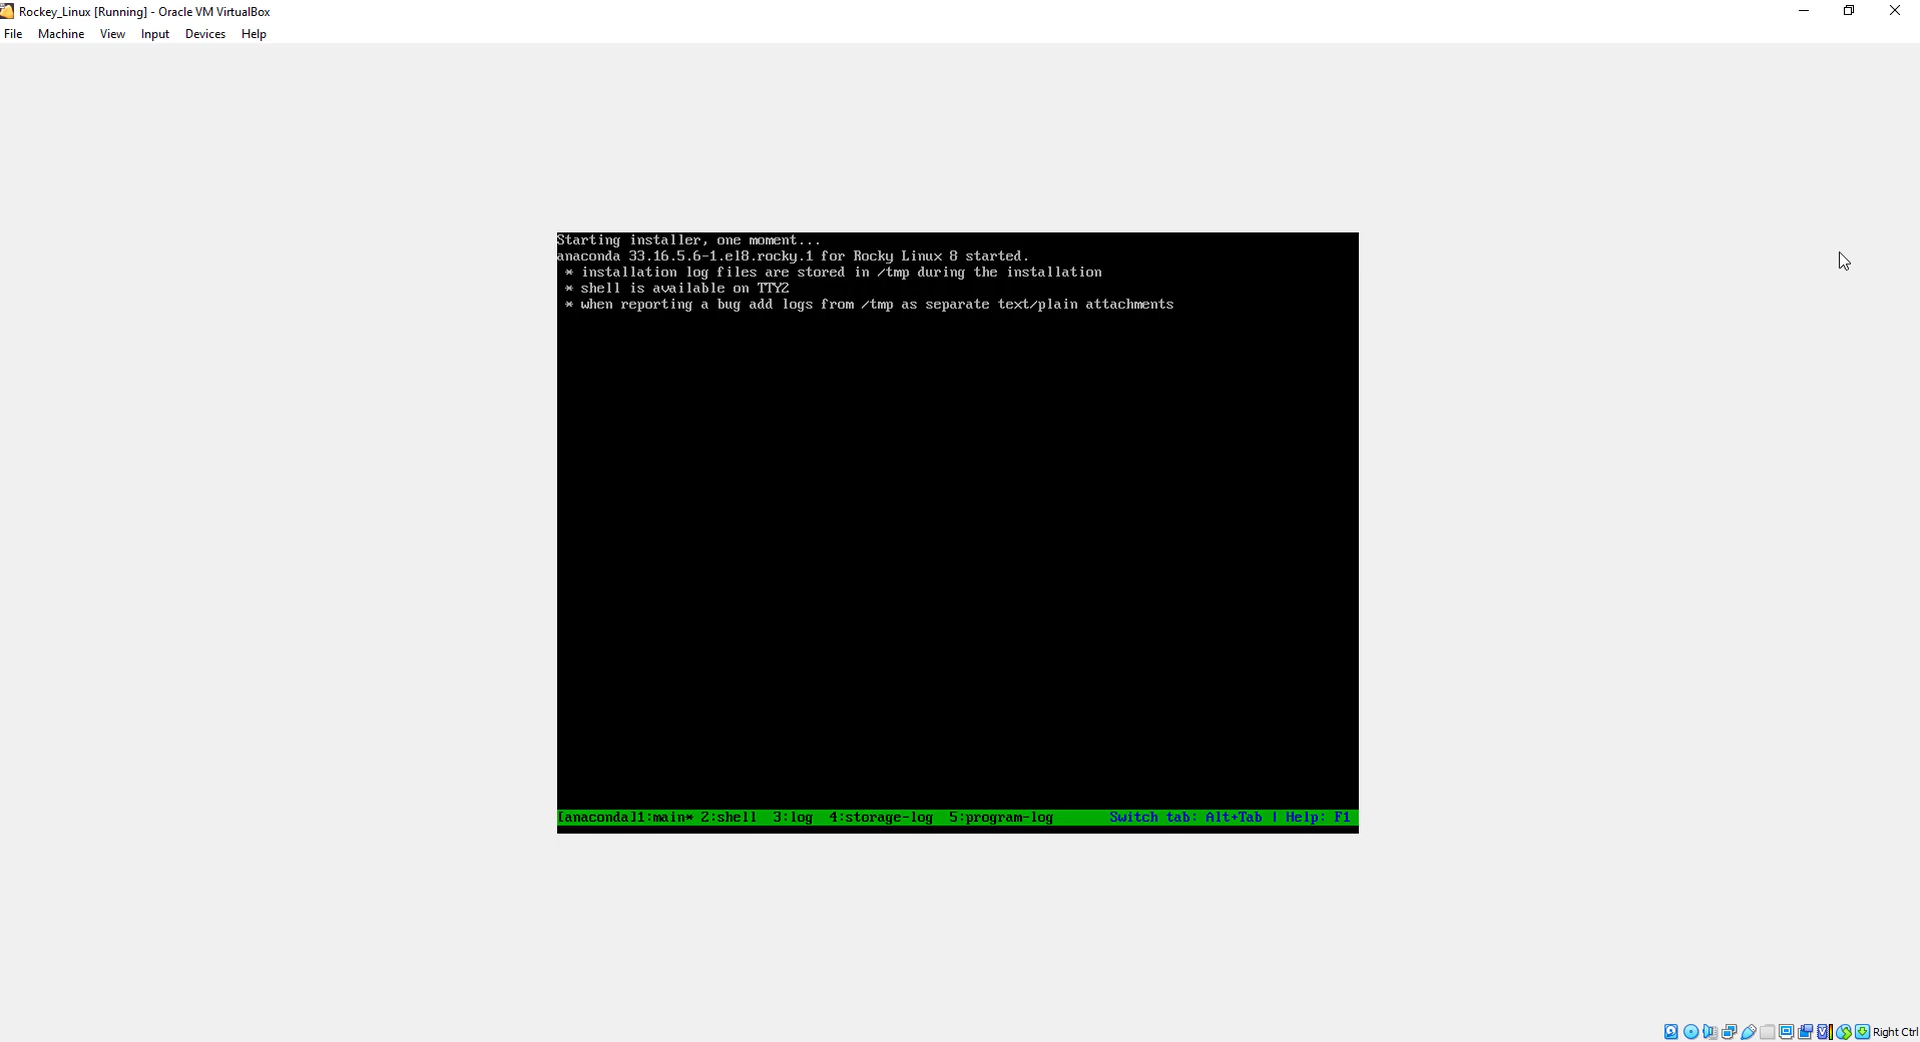 Rockey_Linux [Running] - Oracle VM VirtualBox
File Machine View Input Devices Help
Starting installer, one moment...
anaconda 33.16.5.6-1.el8.rocky.1 for Rocky Linux 8 started.
* installation log files are stored in /tmp during the installation
* shell is available on TTY2
* when reporting a bug add logs from /tmp as separate text/plain attachments
[anaconda]1:main* 2:shell 3:log 4:storage-log 5:program-log Switch tab: Alt+Tab | Help: F1
Right Ctrl